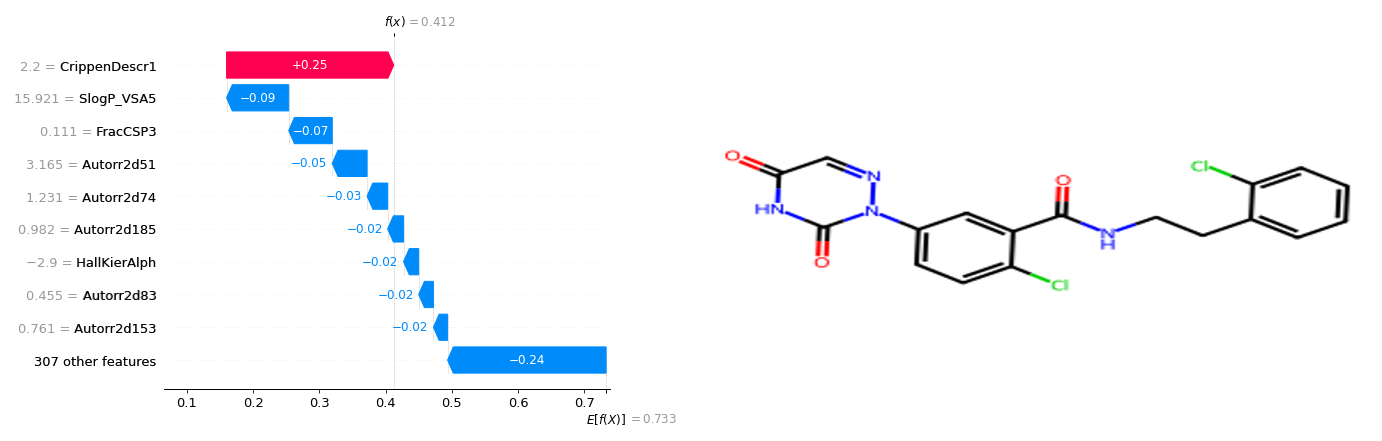 f(x) = 0.412
2.2 = CrippenDescr1
+0.25
15.921 = SlogP_VSA5
−0.09
0.111 = FracCSP3
−0.07
3.165 = Autorr2d51
−0.05
1.231 = Autorr2d74
−0.03
0.982 = Autorr2d185
−0.02
−2.9 = HallKierAlph
−0.02
0.455 = Autorr2d83
−0.02
0.761 = Autorr2d153
−0.02
307 other features
−0.24
0.1 0.2 0.3 0.4 0.5 0.6 0.7
E[f(X)] = 0.733
O
N
HN
N
O
O
N
H
Cl
Cl